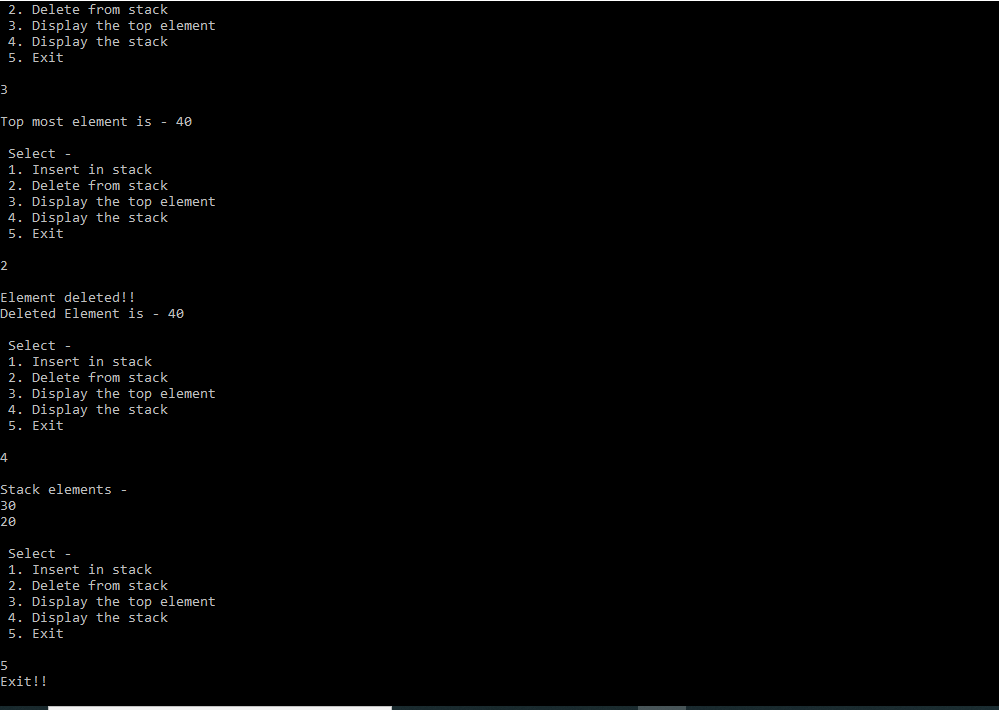 2. Delete from stack
3. Display the top element
4. Display the stack
5. Exit
3
Top most element is - 40
Select -
1. Insert in stack
2. Delete from stack
3. Display the top element
4. Display the stack
5. Exit
2
Element deleted!!
Deleted Element is - 40
Select -
1. Insert in stack
2. Delete from stack
3. Display the top element
4. Display the stack
5. Exit
4
Stack elements -
30
20
Select -
1. Insert in stack
2. Delete from stack
3. Display the top element
4. Display the stack
5. Exit
5
Exit!!